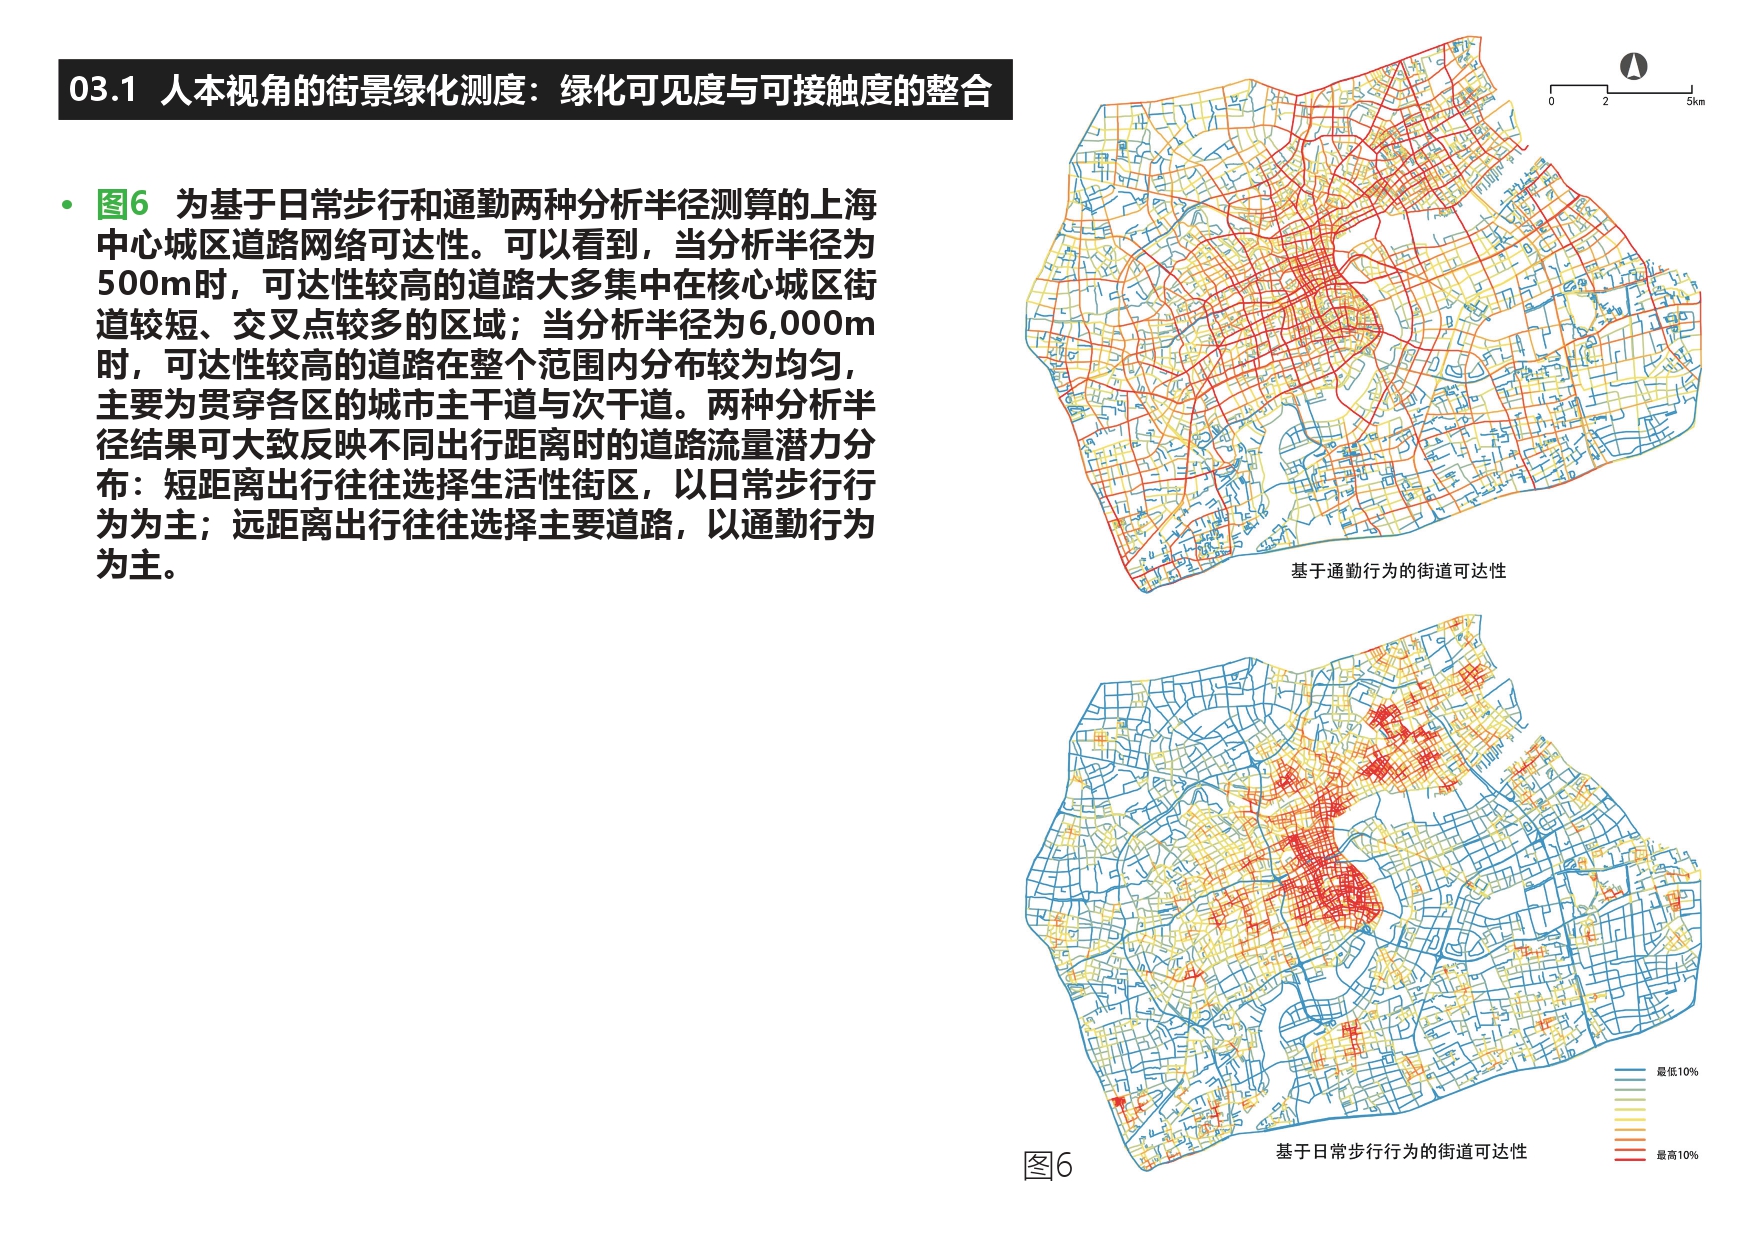 03.1 人本视角的街景绿化测度：绿化可见度与可接触度的整合
• 图6 为基于日常步行和通勤两种分析半径测算的上海
中心城区道路网络可达性。可以看到，当分析半径为
500m时，可达性较高的道路大多集中在核心城区街
道较短、交叉点较多的区域；当分析半径为6,000m
时，可达性较高的道路在整个范围内分布较为均匀，
主要为贯穿各区的城市主干道与次干道。两种分析半
径结果可大致反映不同出行距离时的道路流量潜力分
布：短距离出行往往选择生活性街区，以日常步行行
为为主；远距离出行往往选择主要道路，以通勤行为
为主。
0 2 5km
基于通勤行为的街道可达性
最低10%
最高10%
基于日常步行行为的街道可达性
图6